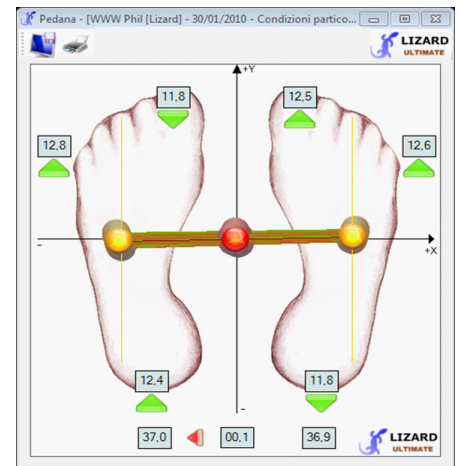 Pedana - [WWW Phil [Lizard] - 30/01/2010 - Condizioni partico...
LIZARD
ULTIMATE
+Y
11,8
12,5
12,8
12,6
-
+X
12,4
11,8
-
37,0
00,1
36,9
LIZARD
ULTIMATE